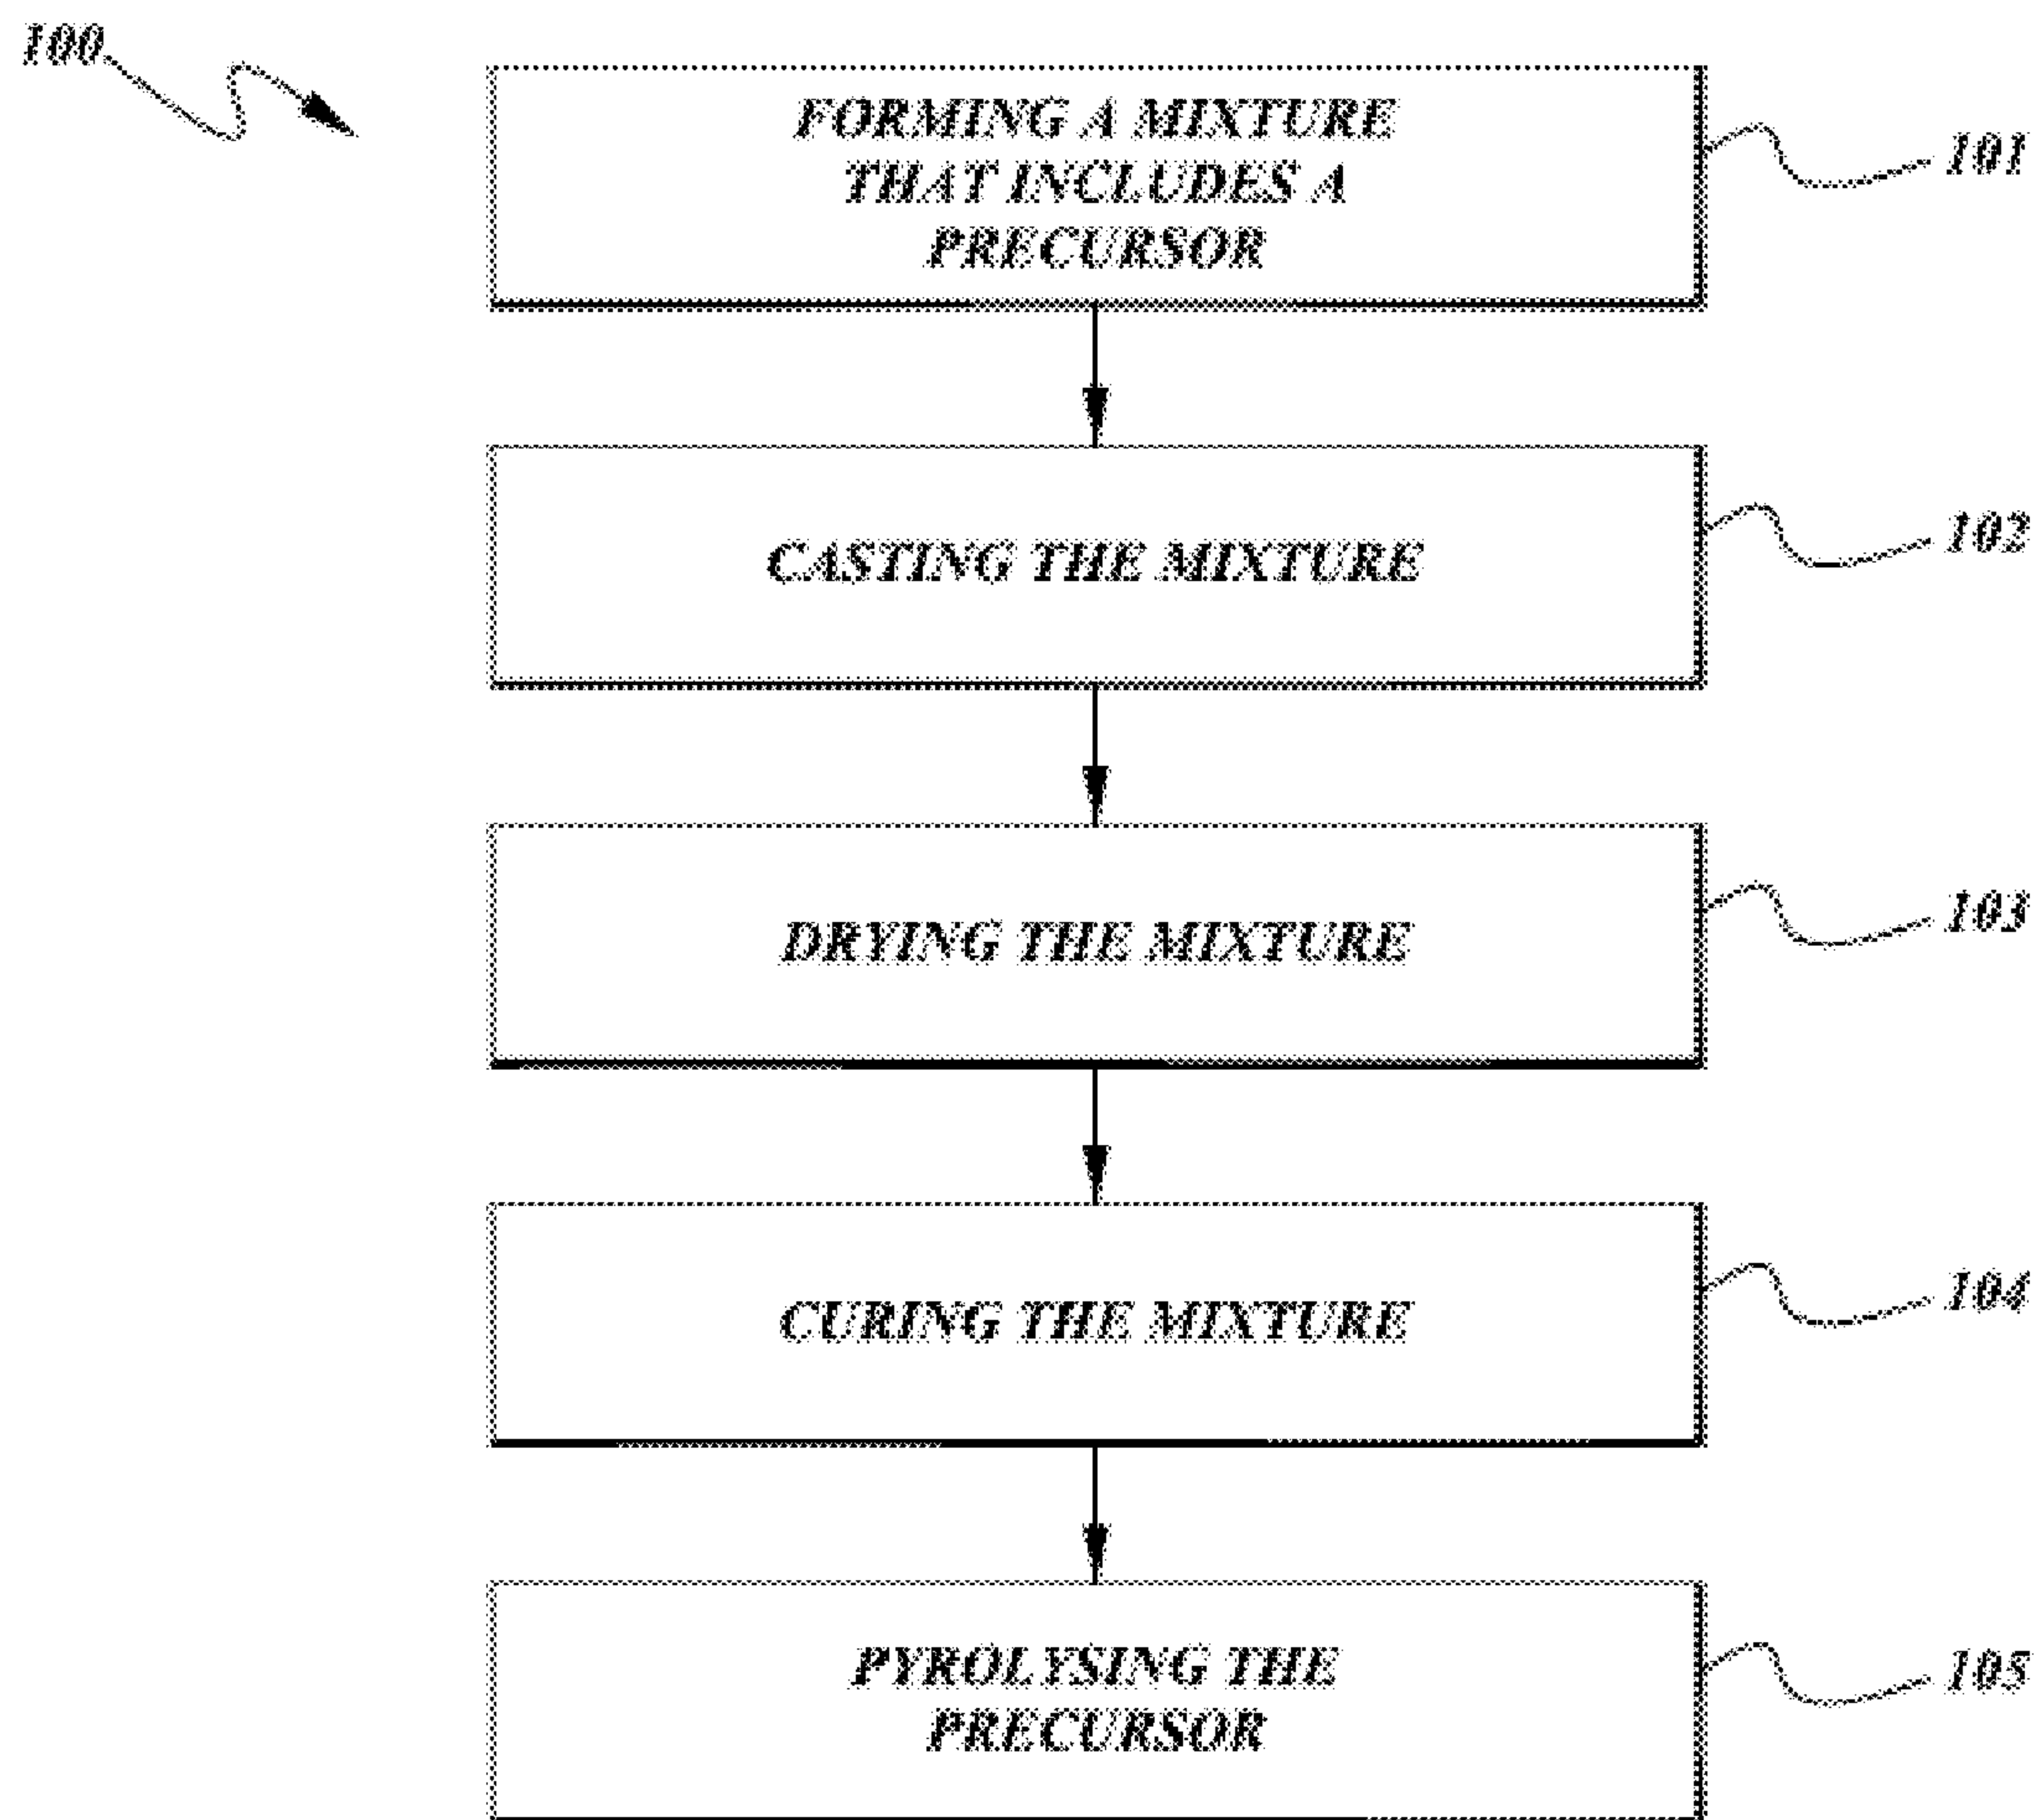 100
FORMING A MIXTURE
THAT INCLUDES A
PRECURSOR
101
CASTING THE MIXTURE
102
DRYING THE MIXTURE
103
CURING THE MIXTURE
104
PYROLYSING THE
PRECURSOR
105